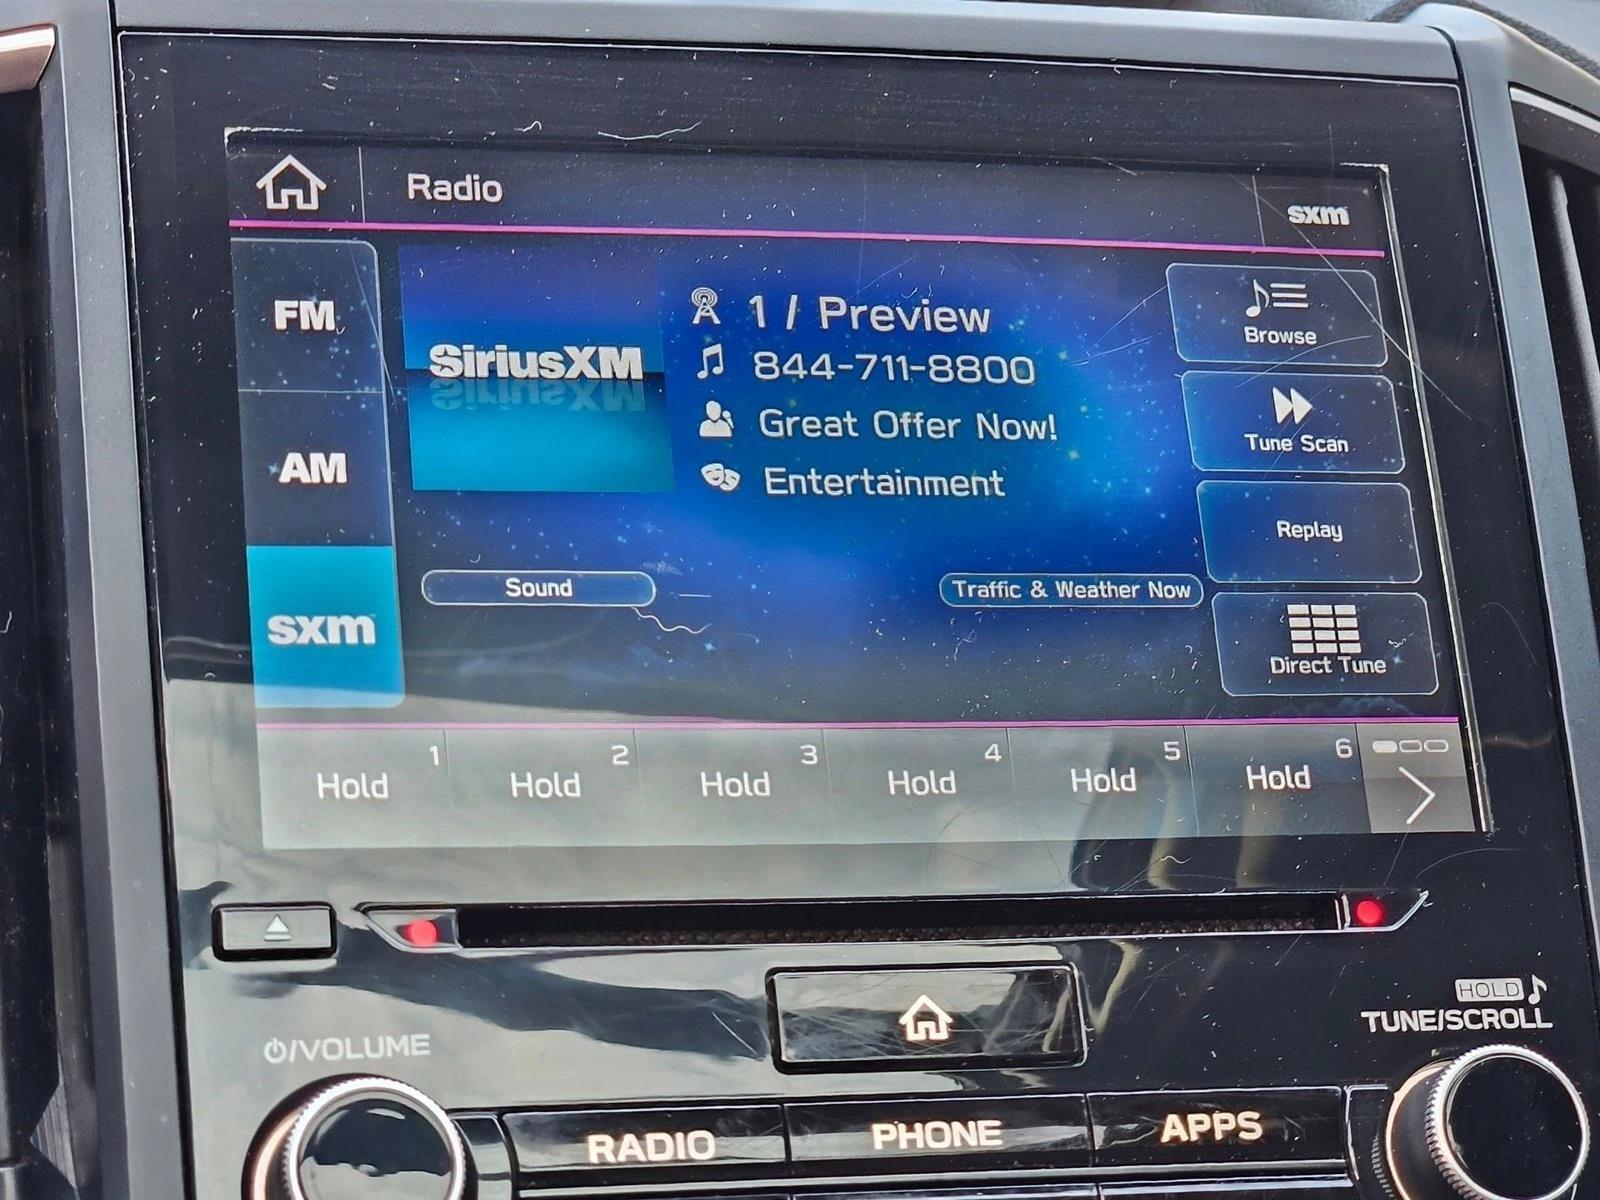 Radio
sxm
FM
AM
sxm
SiriusXM
1 / Preview
844-711-8800
Great Offer Now!
Entertainment
Sound
Traffic & Weather Now
Browse
Tune Scan
Replay
Direct Tune
1
Hold
2
Hold
3
Hold
4
Hold
5
Hold
6
Hold
/VOLUME
HOLD
TUNE/SCROLL
RADIO
PHONE
APPS